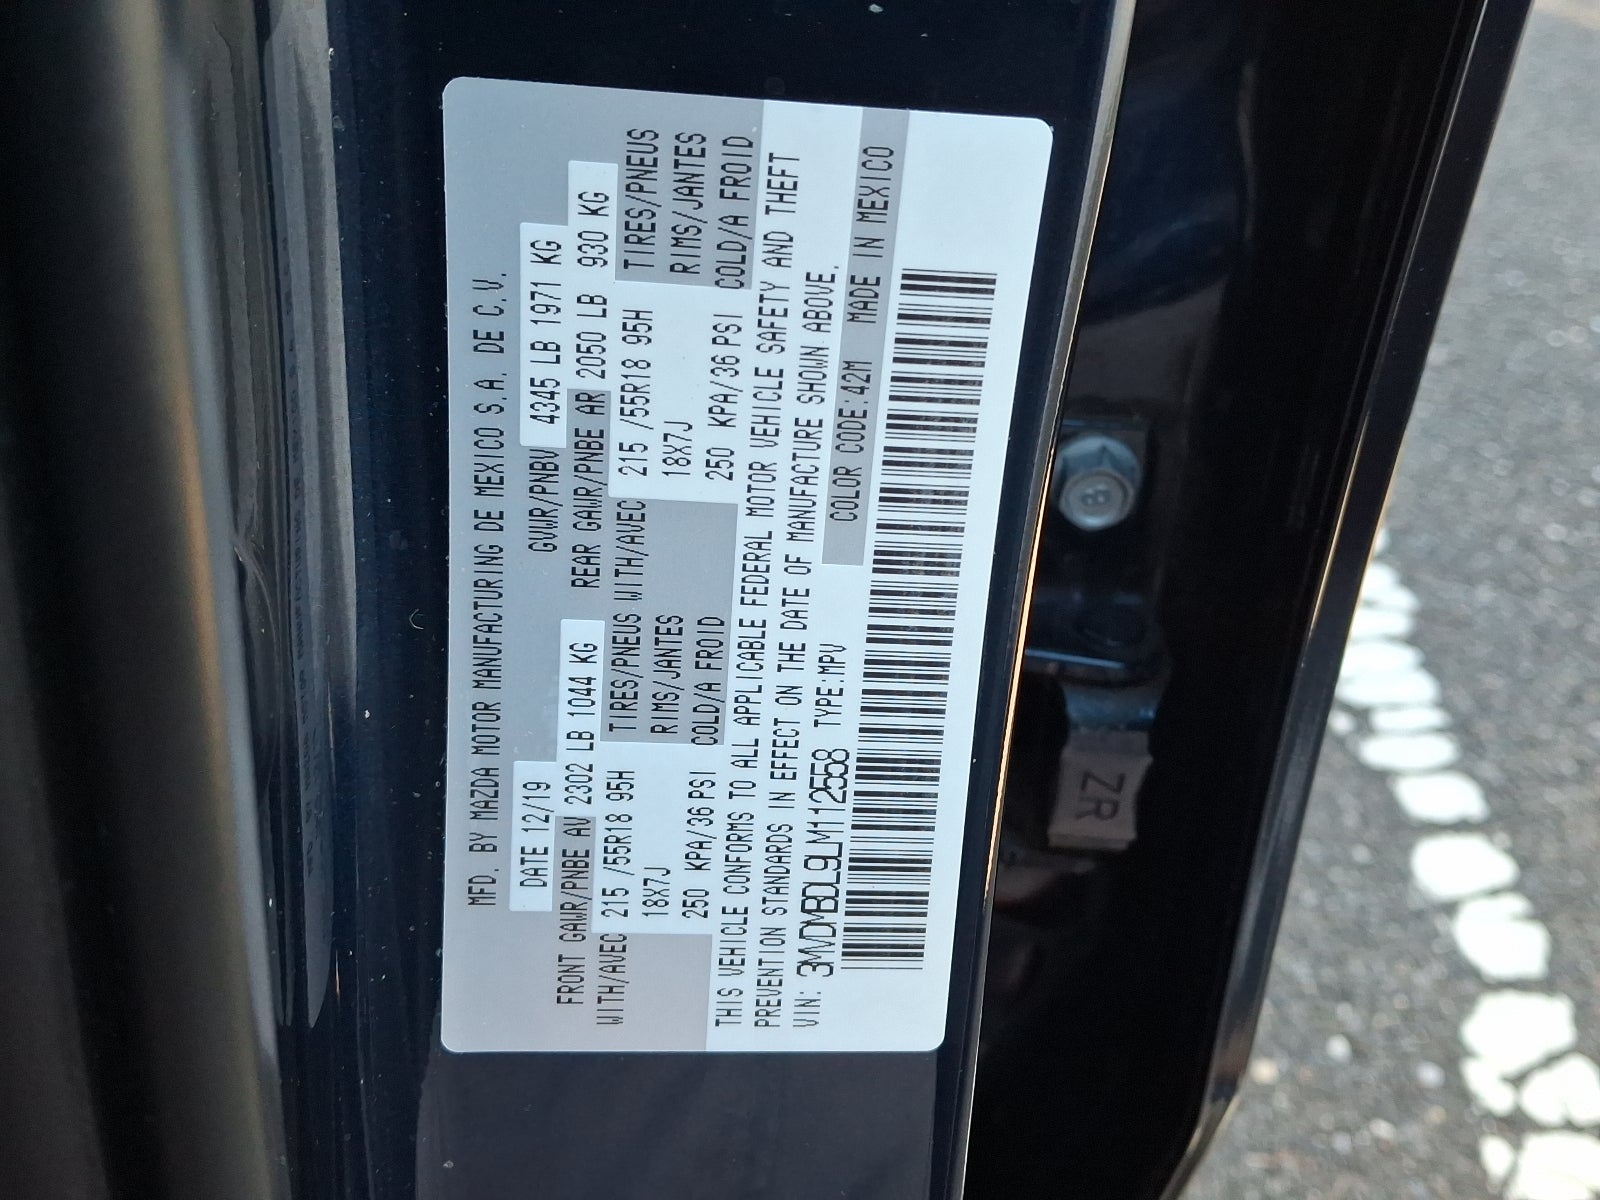 MFD. BY MAZDA MOTOR MANUFACTURING DE MEXICO S.A. DE C.V.
DATE 12/19 GVWR/PNBV 4345 LB 1971 KG
FRONT GAWR/PNBE AV 2302 LB 1044 KG REAR GAWR/PNBE AR 2050 LB 930 KG
WITH/AVEC 215 /55R18 95H TIRES/PNEUS WITH/AVEC 215 /55R18 95H TIRES/PNEUS
18X7J RIMS/JANTES 18X7J RIMS/JANTES
250 KPA/36 PSI COLD/A FROID 250 KPA/36 PSI COLD/A FROID
THIS VEHICLE CONFORMS TO ALL APPLICABLE FEDERAL MOTOR VEHICLE SAFETY AND THEFT
PREVENTION STANDARDS IN EFFECT ON THE DATE OF MANUFACTURE SHOWN ABOVE.
VIN: 3MVDMBDL9LM112558 TYPE:MPV COLOR CODE:42M MADE IN MEXICO
8
ZR